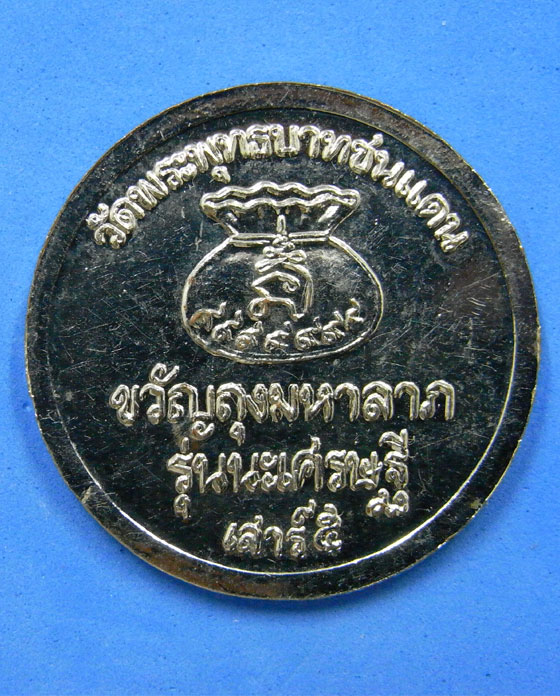 วัดพระพุทธบาทชนแดน
ขวัญถุงมหาลาภ
รุ่นนะเศรษฐี
เสาร์๕